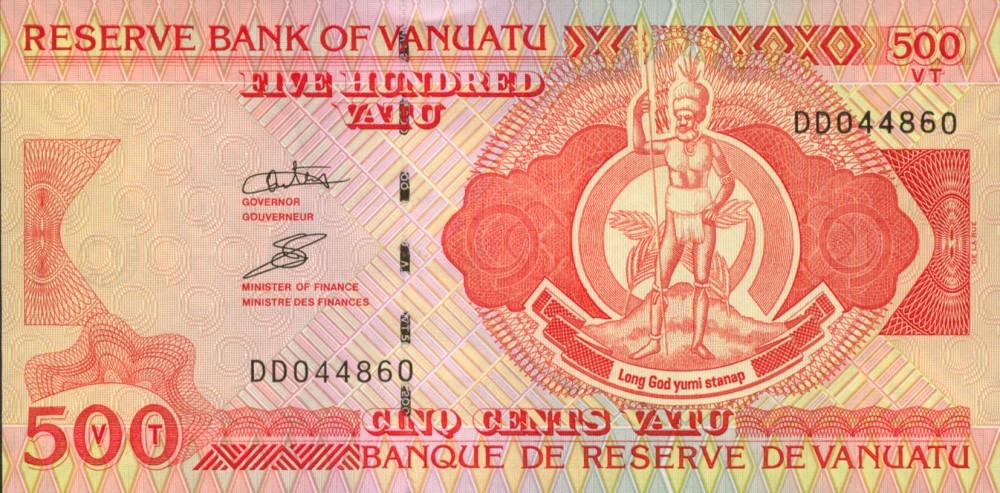 RESERVE BANK OF VANUATU
500
VT
FIVE HUNDRED
VATU
DD044860
GOVERNOR
GOUVERNEUR
MINISTER OF FINANCE
MINISTRE DES FINANCES
DE LA RUE
DD044860
Long God yumi stanap
500
V T
CINQ CENTS VATU
BANQUE DE RESERVE DE VANUATU